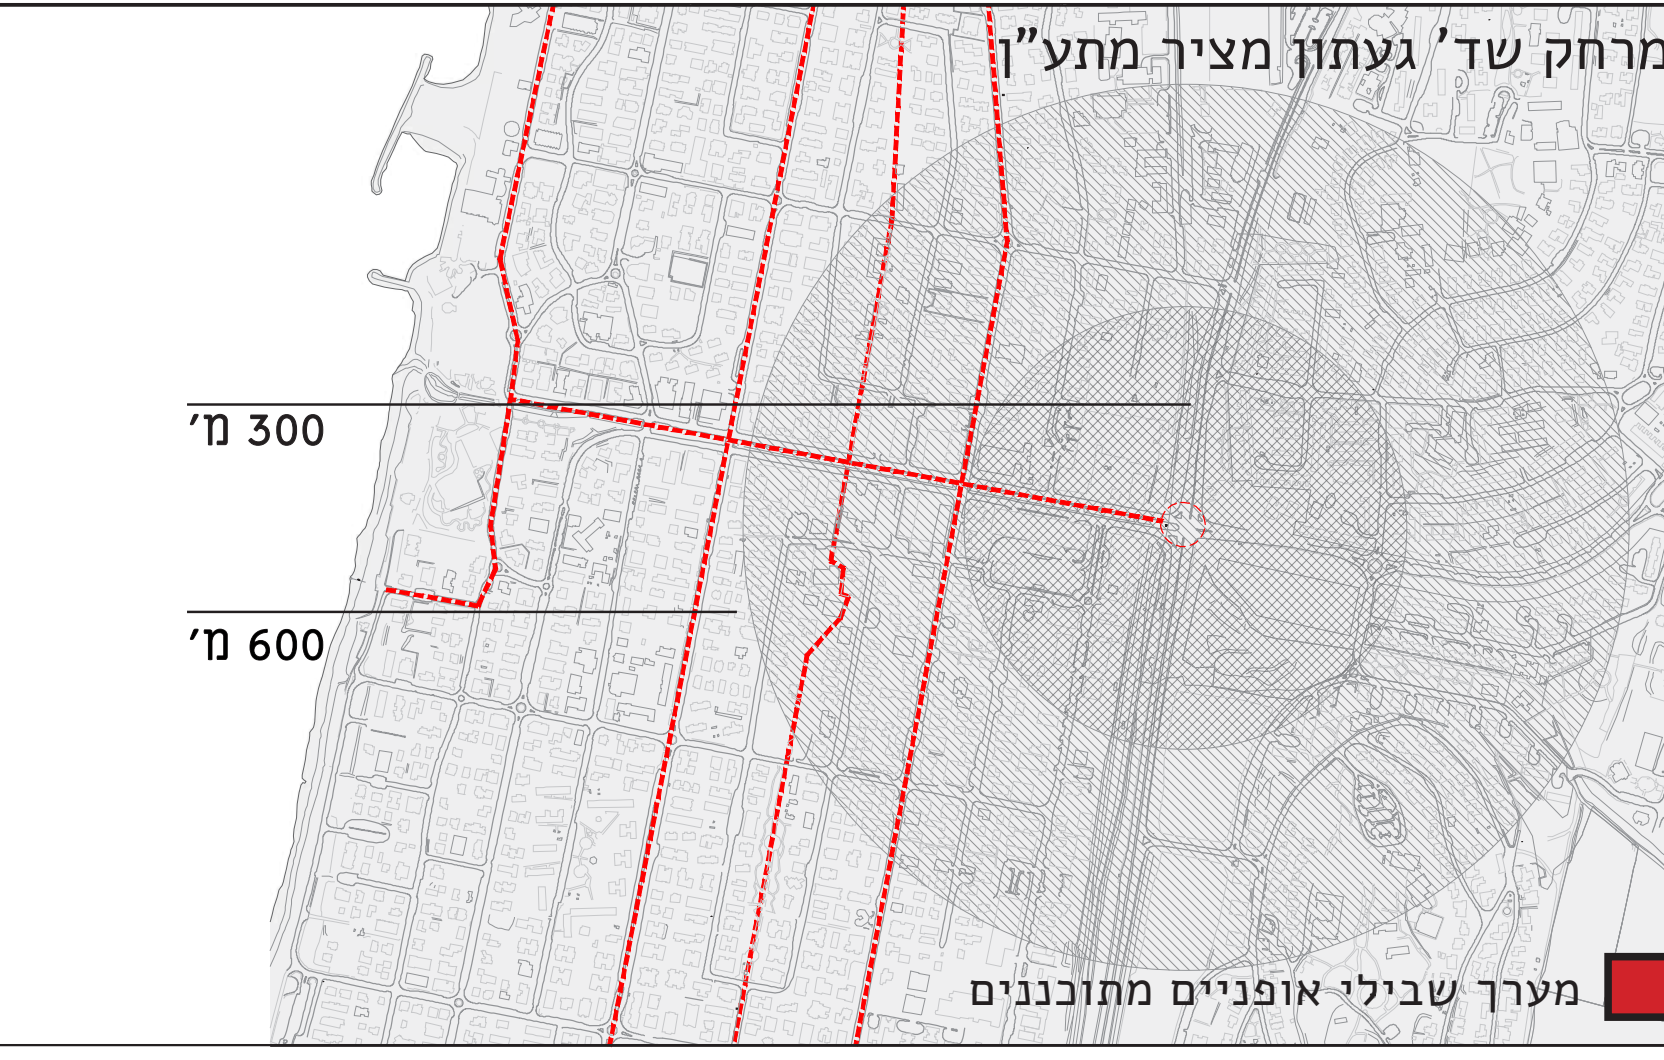 מרחק שד' געתון מציר מתע"ן
300 מ'
600 מ'
מערך שבילי אופניים מתוכננים